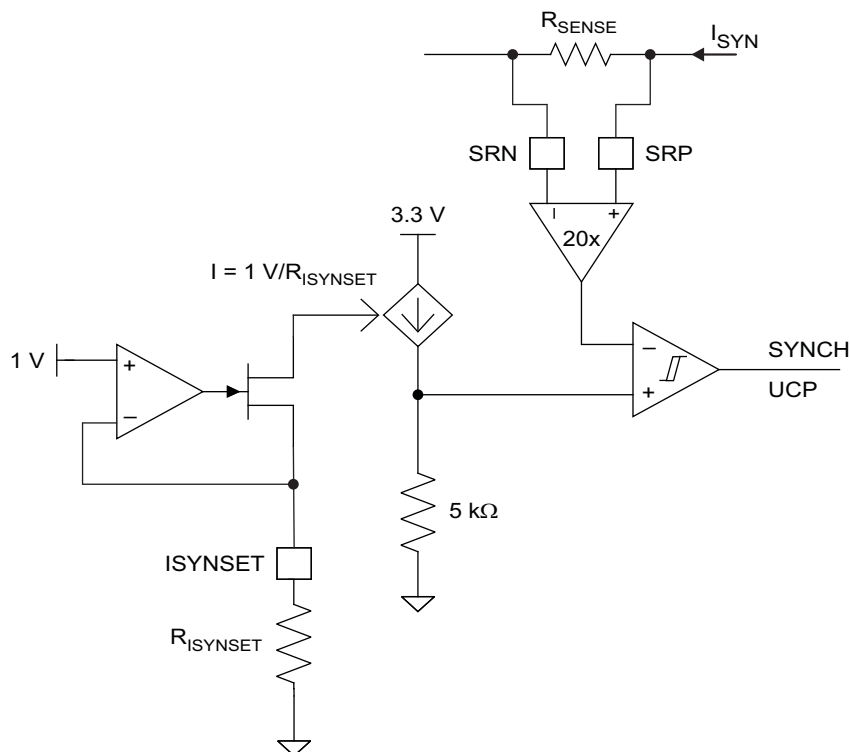 RSENSE
ISYN
SRN
SRP
I +
20x
3.3 V
I = 1 V/RISYNSET
1 V
+
−
−
+
SYNCH
UCP
5 kΩ
ISYNSET
RISYNSET